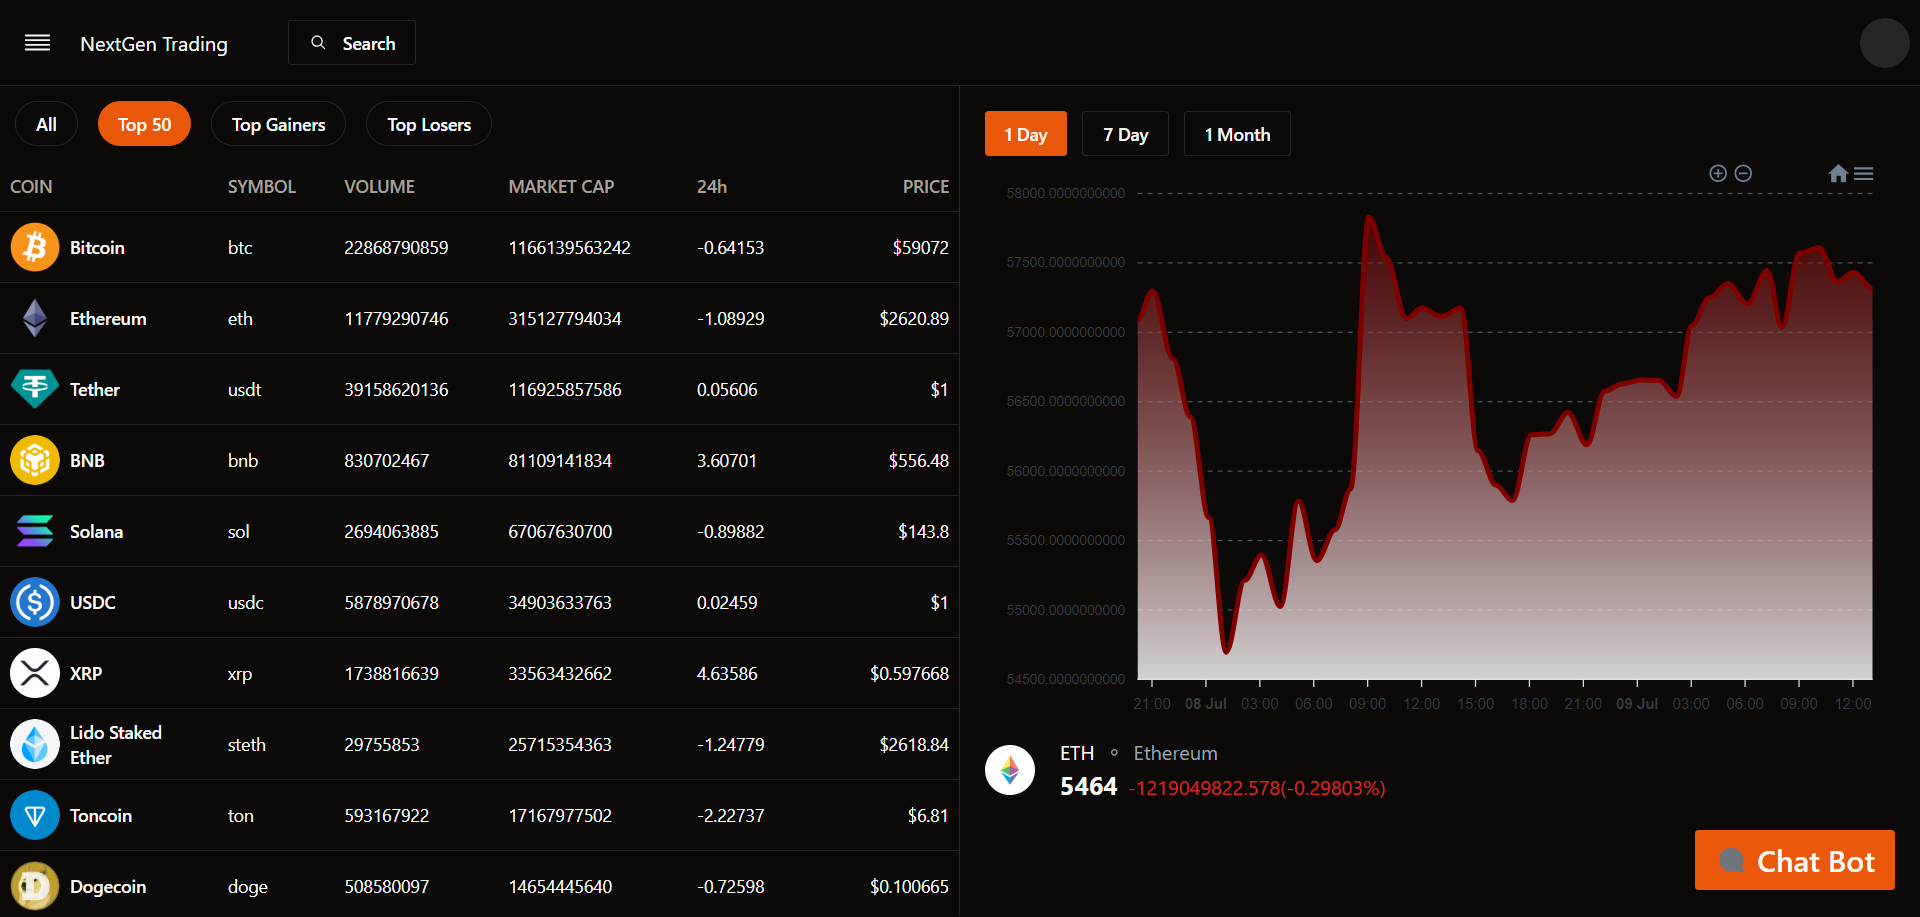 NextGen Trading
Search
All Top 50 Top Gainers Top Losers
COIN SYMBOL VOLUME MARKET CAP 24h PRICE
Bitcoin btc 22868790859 1166139563242 -0.64153 $59072
Ethereum eth 11779290746 315127794034 -1.08929 $2620.89
Tether usdt 39158620136 116925857586 0.05606 $1
BNB bnb 830702467 81109141834 3.60701 $556.48
Solana sol 2694063885 67067630700 -0.89882 $143.8
USDC usdc 5878970678 34903633763 0.02459 $1
XRP xrp 1738816639 33563432662 4.63586 $0.597668
Lido Staked
Ether steth 29755853 25715354363 -1.24779 $2618.84
Toncoin ton 593167922 17167977502 -2.22737 $6.81
Dogecoin doge 508580097 14654445640 -0.72598 $0.100665
1 Day 7 Day 1 Month
58000.0000000000
57500.0000000000
57000.0000000000
56500.0000000000
56000.0000000000
55500.0000000000
55000.0000000000
54500.0000000000
21:00 08 Jul 03:00 06:00 09:00 12:00 15:00 18:00 21:00 09 Jul 03:00 06:00 09:00 12:00
ETH Ethereum
5464 -1219049822.578(-0.29803%)
Chat Bot